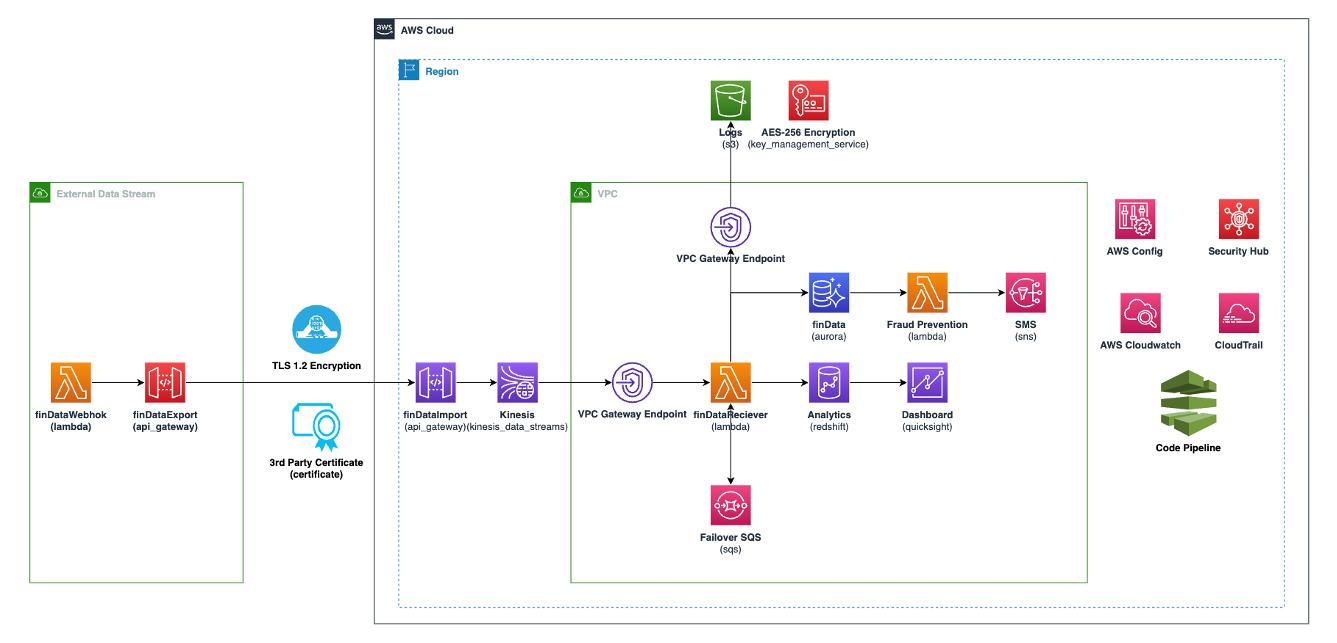 aws
AWS Cloud
Region
Logs
(s3)
AES-256 Encryption
(key_management_service)
External Data Stream
VPC
VPC Gateway Endpoint
AWS Config
Security Hub
finData
(aurora)
Fraud Prevention
(lambda)
SMS
(sns)
AWS Cloudwatch
CloudTrail
TLS 1.2 Encryption
finDataWebhok
(lambda)
finDataExport
(api_gateway)
finDataImport
(api_gateway)
Kinesis
(kinesis_data_streams)
VPC Gateway Endpoint
finDataReciever
(lambda)
Analytics
(redshift)
Dashboard
(quicksight)
Code Pipeline
3rd Party Certificate
(certificate)
Failover SQS
(sqs)